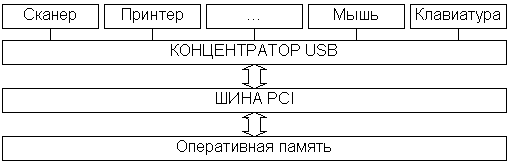 Сканер Принтер ... Мышь Клавиатура
КОНЦЕНТРАТОР USB
ШИНА PCI
Оперативная память